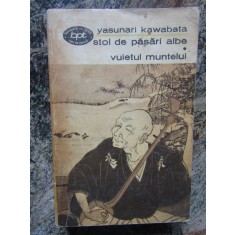 bpt
yasunari kawabata
stol de păsări albe
•
vuietul muntelui